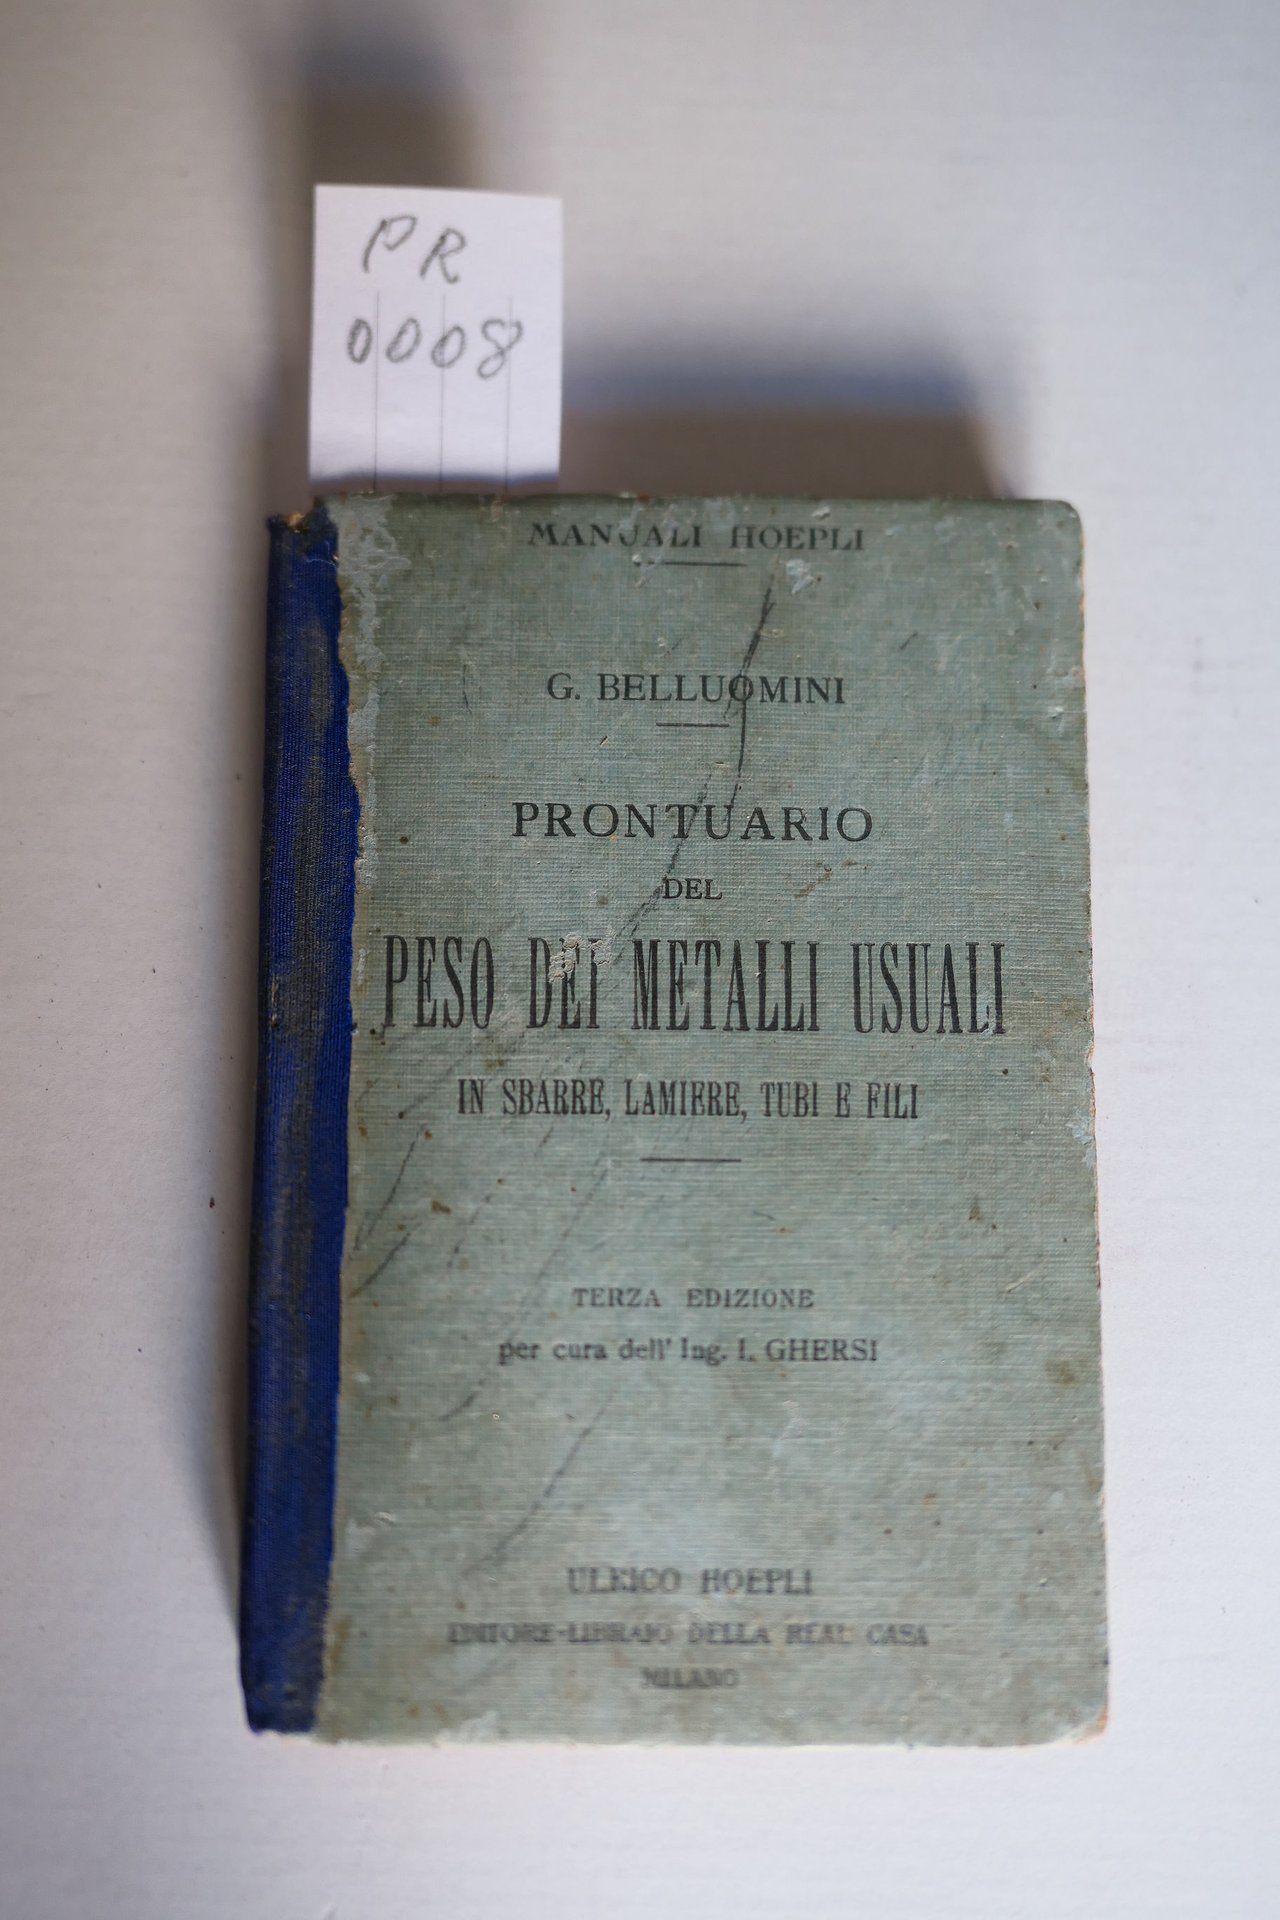 PR
0008
MANUALI HOEPLI
G. BELLUOMINI
PRONTUARIO
DEL
PESO DEI METALLI USUALI
IN SBARRE, LAMIERE, TUBI E FILI
TERZA EDIZIONE
per cura dell' Ing. I. GHERSI
ULRICO HOEPLI
EDITORE-LIBRAIO DELLA REAL CASA
MILANO